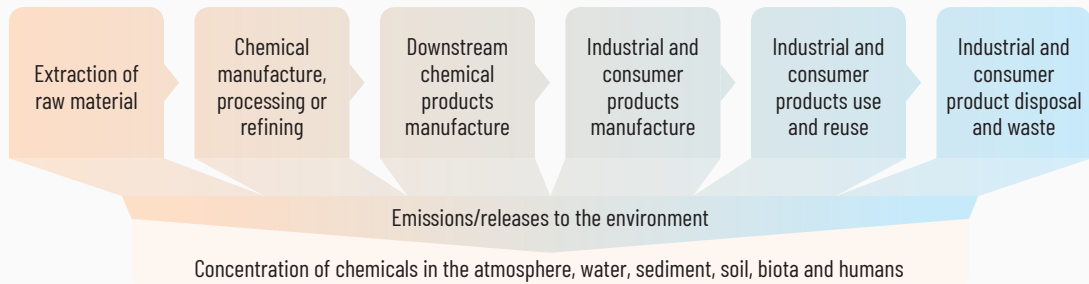 Extraction of
raw material
Chemical
manufacture,
processing or
refining
Downstream
chemical
products
manufacture
Industrial and
consumer
products
manufacture
Industrial and
consumer
products use
and reuse
Industrial and
consumer
product disposal
and waste
Emissions/releases to the environment
Concentration of chemicals in the atmosphere, water, sediment, soil, biota and humans